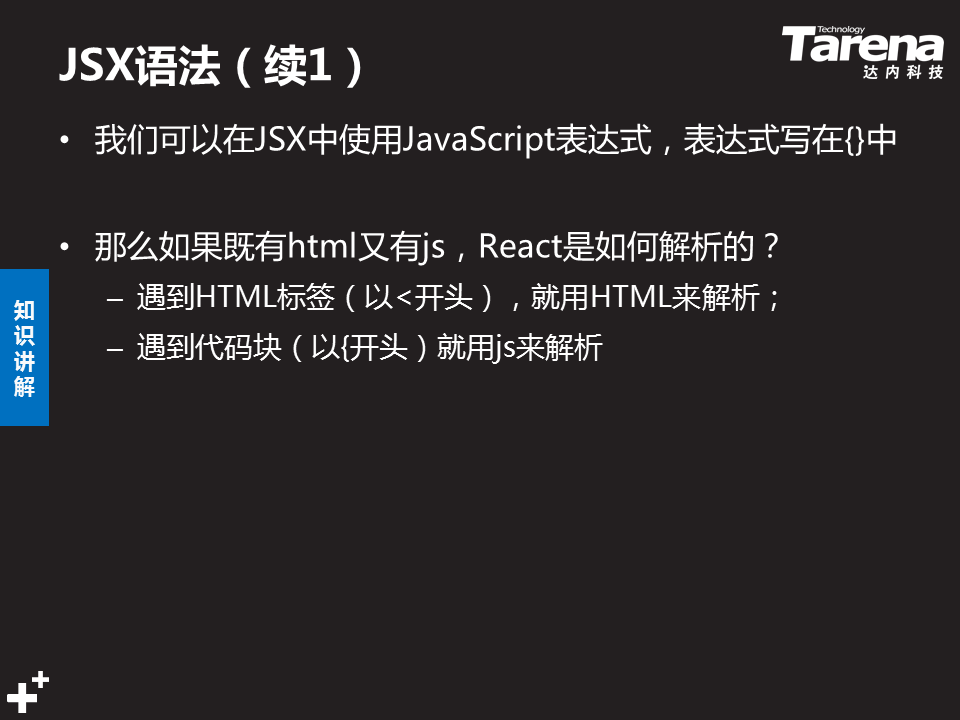 JSX语法（续1）
Technology
Tarena
达内科技
• 我们可以在JSX中使用JavaScript表达式，表达式写在{}中
• 那么如果既有html又有js，React是如何解析的？
– 遇到HTML标签（以<开头），就用HTML来解析；
– 遇到代码块（以{开头）就用js来解析
知识讲解